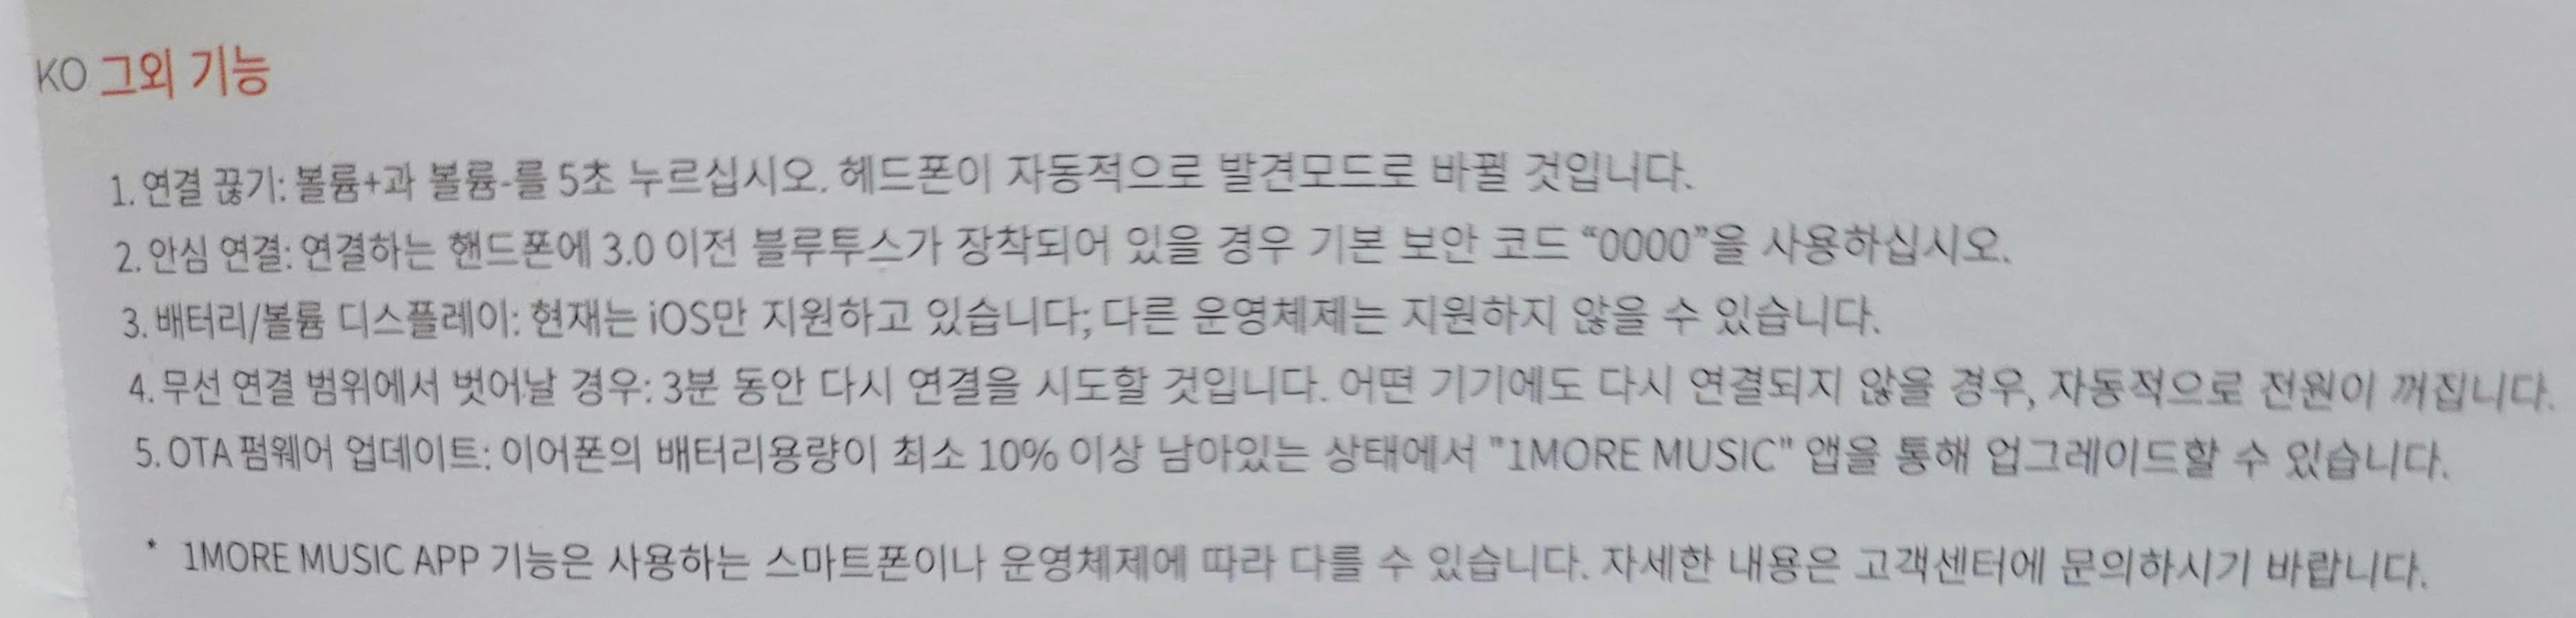 KO 그외 기능
1. 연결 끊기: 볼륨+과 볼륨-를 5초 누르십시오. 헤드폰이 자동적으로 발견모드로 바뀔 것입니다.
2. 안심 연결: 연결하는 핸드폰에 3.0 이전 블루투스가 장착되어 있을 경우 기본 보안 코드 “0000”을 사용하십시오.
3. 배터리/볼륨 디스플레이: 현재는 iOS만 지원하고 있습니다; 다른 운영체제는 지원하지 않을 수 있습니다.
4. 무선 연결 범위에서 벗어날 경우: 3분 동안 다시 연결을 시도할 것입니다. 어떤 기기에도 다시 연결되지 않을 경우, 자동적으로 전원이 꺼집니다.
5. OTA 펌웨어 업데이트: 이어폰의 배터리용량이 최소 10% 이상 남아있는 상태에서 "1MORE MUSIC" 앱을 통해 업그레이드할 수 있습니다.
* 1MORE MUSIC APP 기능은 사용하는 스마트폰이나 운영체제에 따라 다를 수 있습니다. 자세한 내용은 고객센터에 문의하시기 바랍니다.